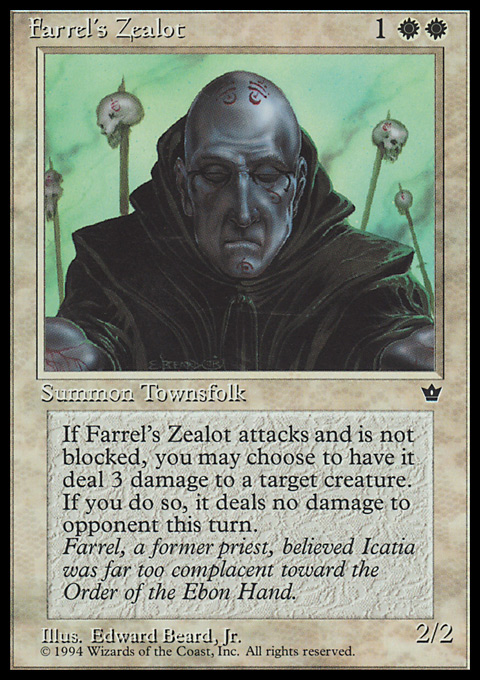 Farrel's Zealot 1
Summon Townsfolk
If Farrel's Zealot attacks and is not
blocked, you may choose to have it
deal 3 damage to a target creature.
If you do so, it deals no damage to
opponent this turn.
Farrel, a former priest, believed Icatia
was far too complacent toward the
Order of the Ebon Hand.
Illus. Edward Beard, Jr. 2/2
© 1994 Wizards of the Coast, Inc. All rights reserved.